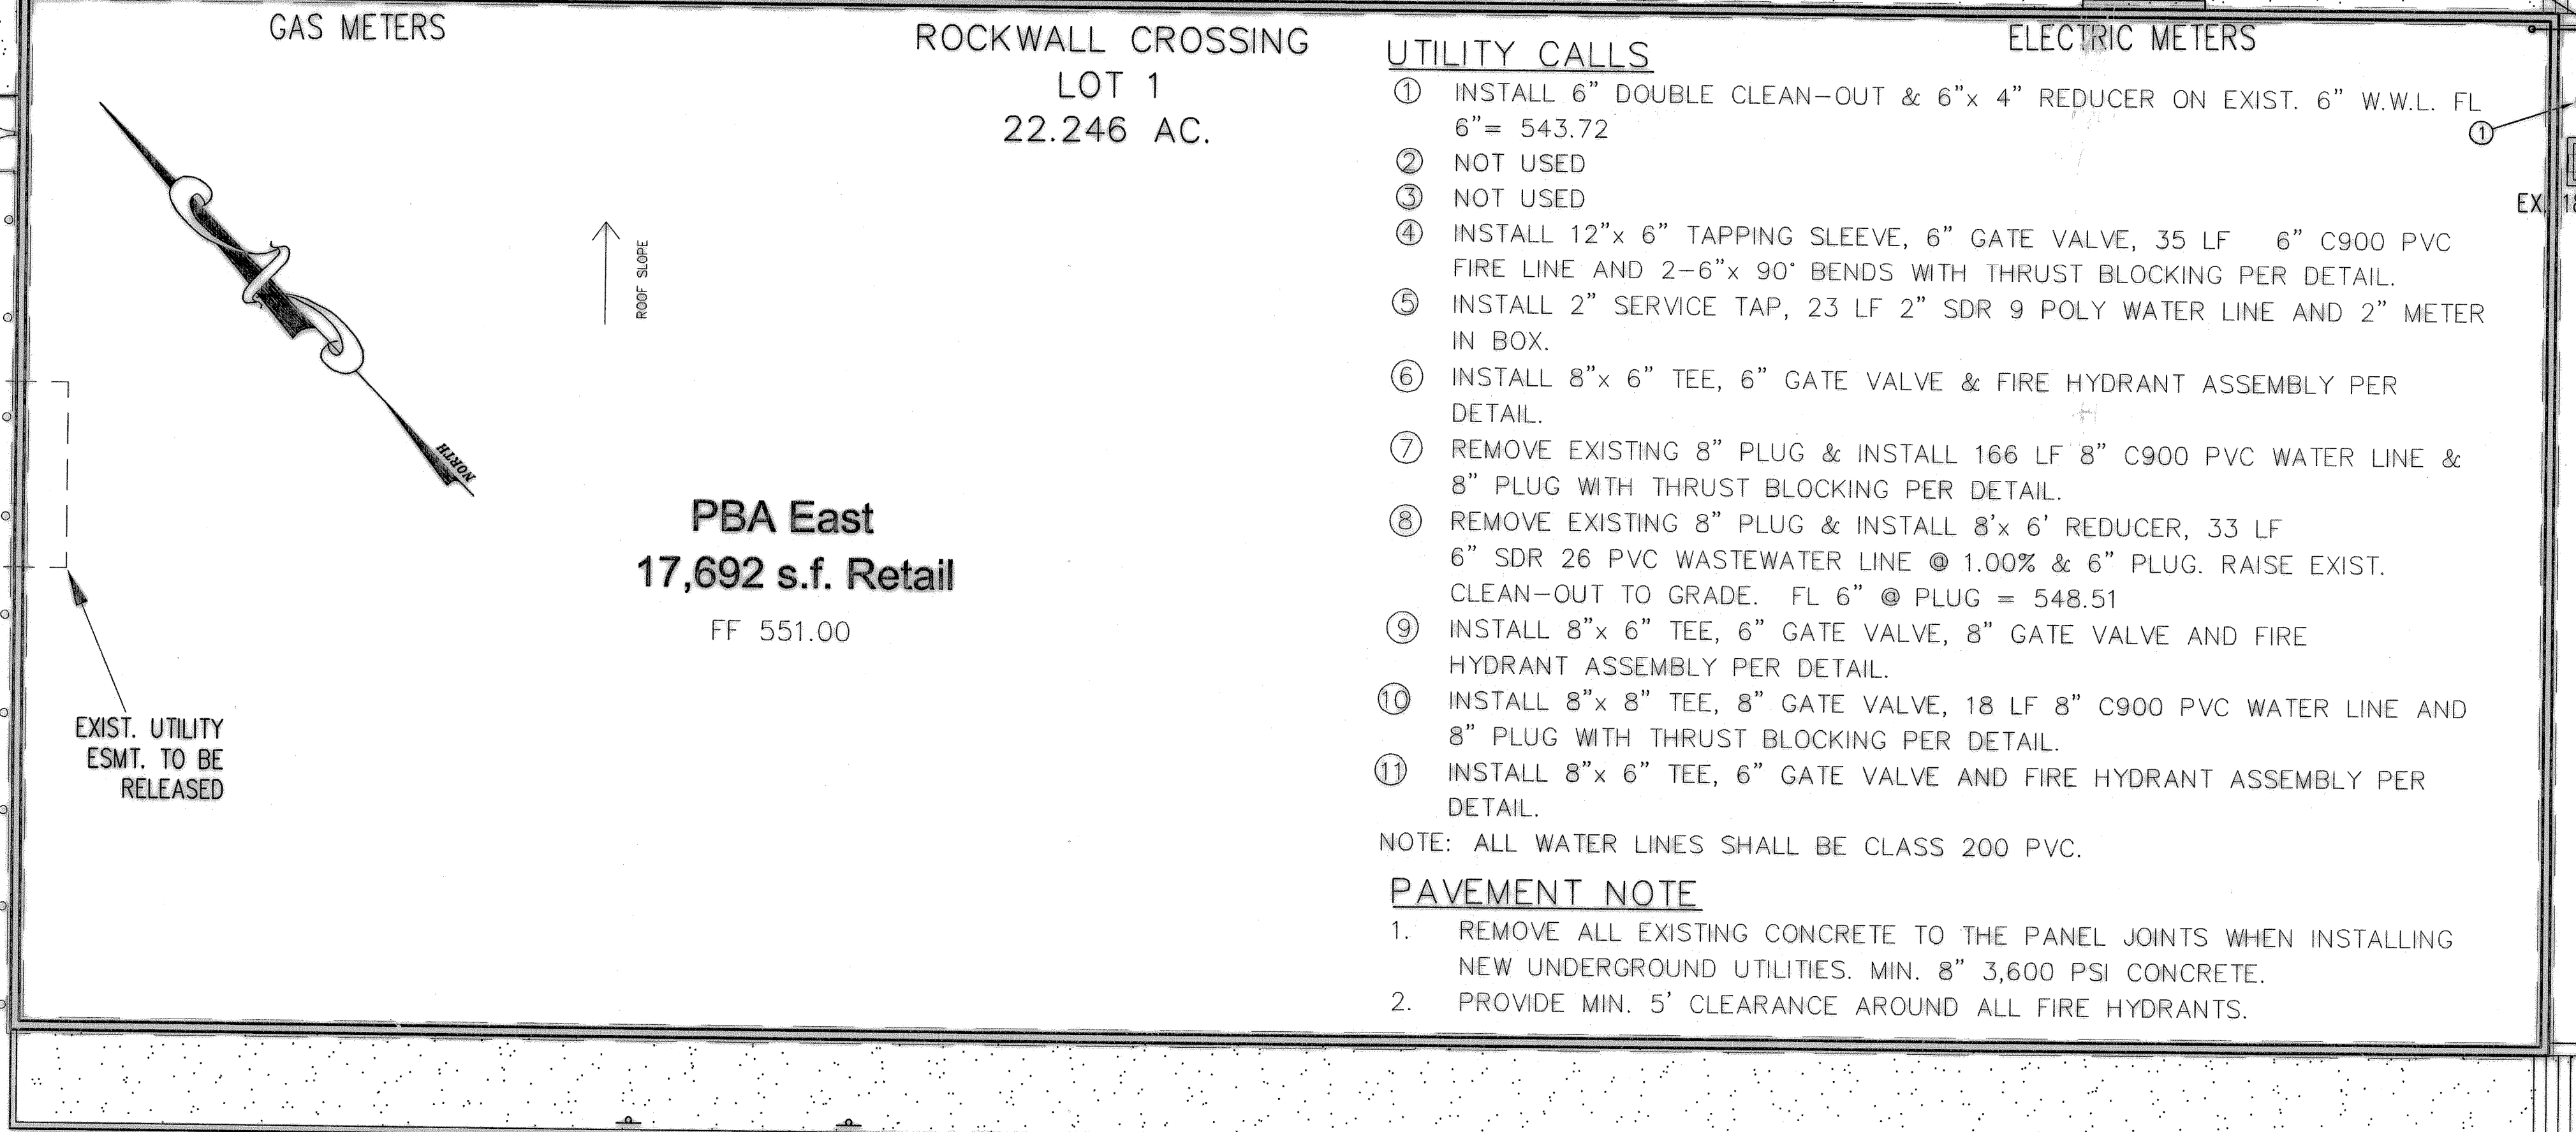 GAS METERS
ROCKWALL CROSSING
LOT 1
22.246 AC.
ELECTRIC METERS
ROOF SLOPE
NORTH
PBA East
17,692 s.f. Retail
FF 551.00
EXIST. UTILITY
ESMT. TO BE
RELEASED
UTILITY CALLS
1 INSTALL 6" DOUBLE CLEAN-OUT & 6"x 4" REDUCER ON EXIST. 6" W.W.L. FL
6"= 543.72
2 NOT USED
3 NOT USED
4 INSTALL 12"x 6" TAPPING SLEEVE, 6" GATE VALVE, 35 LF 6" C900 PVC
FIRE LINE AND 2-6"x 90° BENDS WITH THRUST BLOCKING PER DETAIL.
5 INSTALL 2" SERVICE TAP, 23 LF 2" SDR 9 POLY WATER LINE AND 2" METER
IN BOX.
6 INSTALL 8"x 6" TEE, 6" GATE VALVE & FIRE HYDRANT ASSEMBLY PER
DETAIL.
7 REMOVE EXISTING 8" PLUG & INSTALL 166 LF 8" C900 PVC WATER LINE &
8" PLUG WITH THRUST BLOCKING PER DETAIL.
8 REMOVE EXISTING 8" PLUG & INSTALL 8'x 6' REDUCER, 33 LF
6" SDR 26 PVC WASTEWATER LINE @ 1.00% & 6" PLUG. RAISE EXIST.
CLEAN-OUT TO GRADE. FL 6" @ PLUG = 548.51
9 INSTALL 8"x 6" TEE, 6" GATE VALVE, 8" GATE VALVE AND FIRE
HYDRANT ASSEMBLY PER DETAIL.
10 INSTALL 8"x 8" TEE, 8" GATE VALVE, 18 LF 8" C900 PVC WATER LINE AND
8" PLUG WITH THRUST BLOCKING PER DETAIL.
11 INSTALL 8"x 6" TEE, 6" GATE VALVE AND FIRE HYDRANT ASSEMBLY PER
DETAIL.
NOTE: ALL WATER LINES SHALL BE CLASS 200 PVC.
PAVEMENT NOTE
1. REMOVE ALL EXISTING CONCRETE TO THE PANEL JOINTS WHEN INSTALLING
NEW UNDERGROUND UTILITIES. MIN. 8" 3,600 PSI CONCRETE.
2. PROVIDE MIN. 5' CLEARANCE AROUND ALL FIRE HYDRANTS.
1
EX. 18